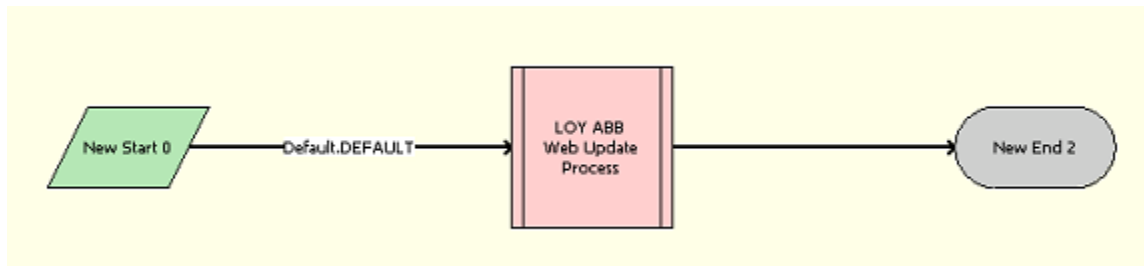 New Start 0
Default.DEFAULT
LOY ABB
Web Update
Process
New End 2